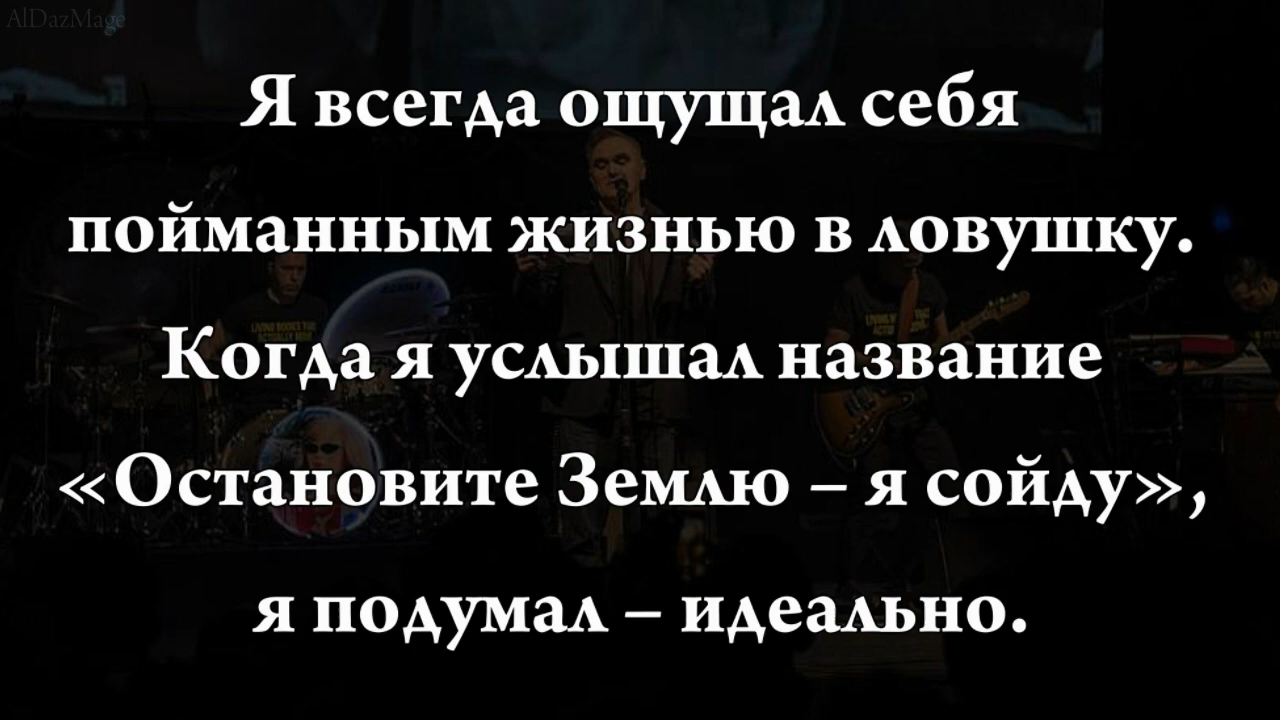 AlDazMage
Я всегда ощущал себя
пойманным жизнью в ловушку.
Когда я услышал название
«Остановите Землю – я сойду»,
я подумал – идеально.